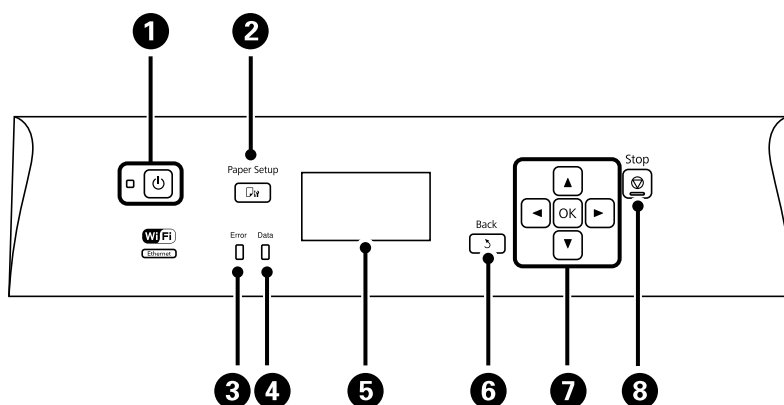 1 2
Paper Setup
Stop
OK
Back
WiFi
Error Data
Ethernet
3 4 5 6 7 8